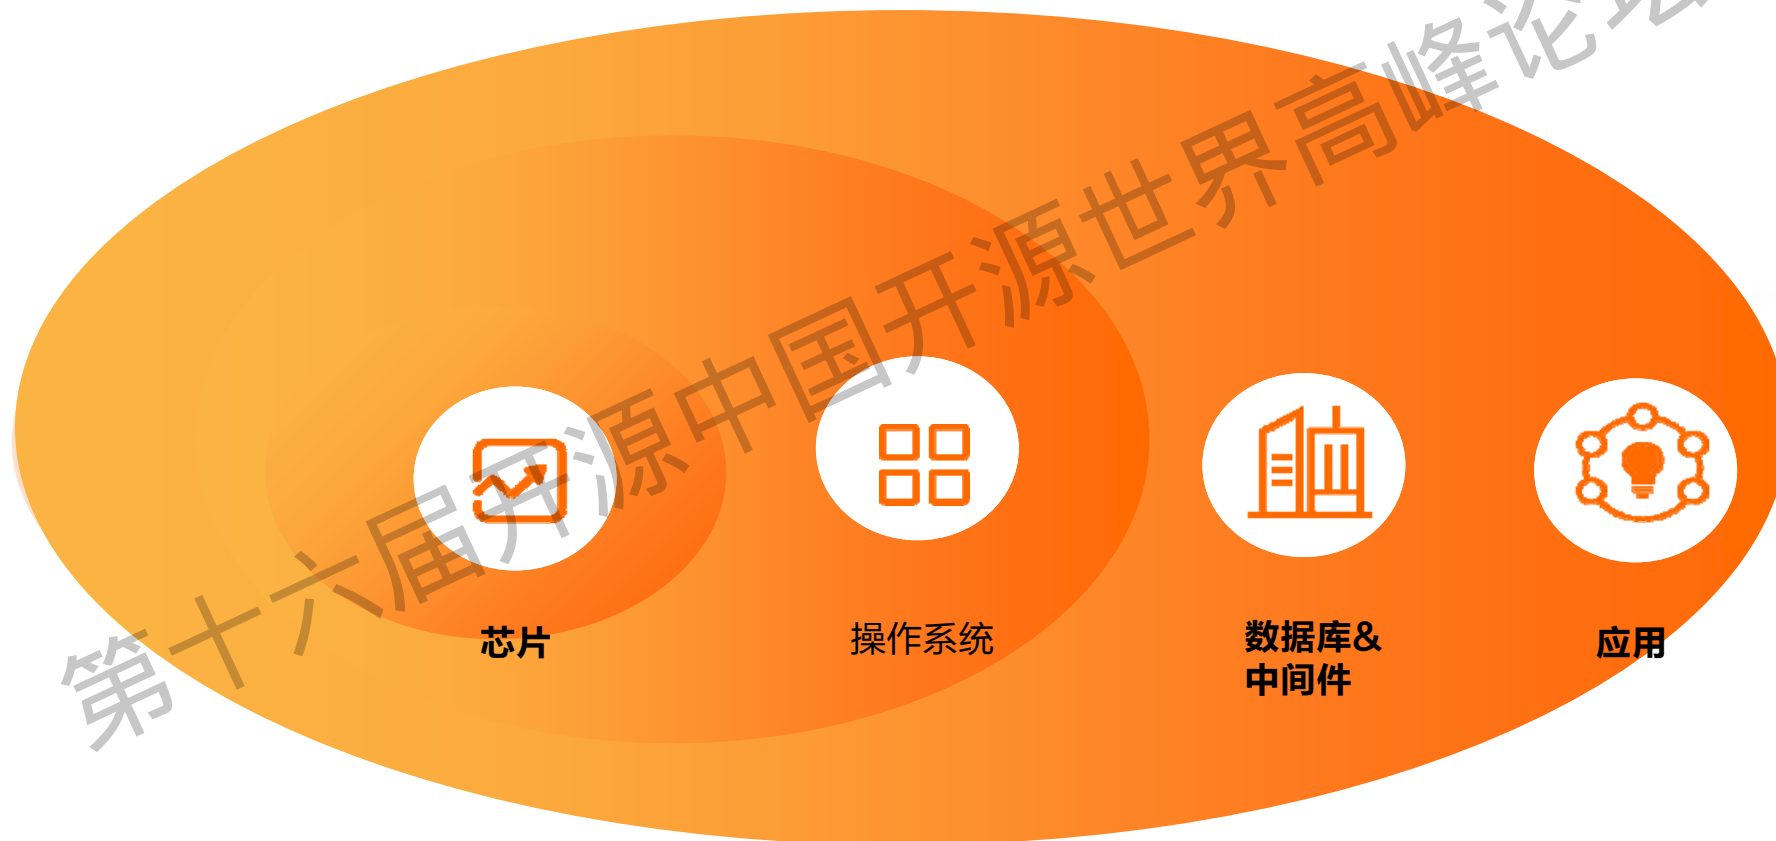 第十六届开源中国开源世界高峰论坛
芯片
操作系统
数据库&
中间件
应用